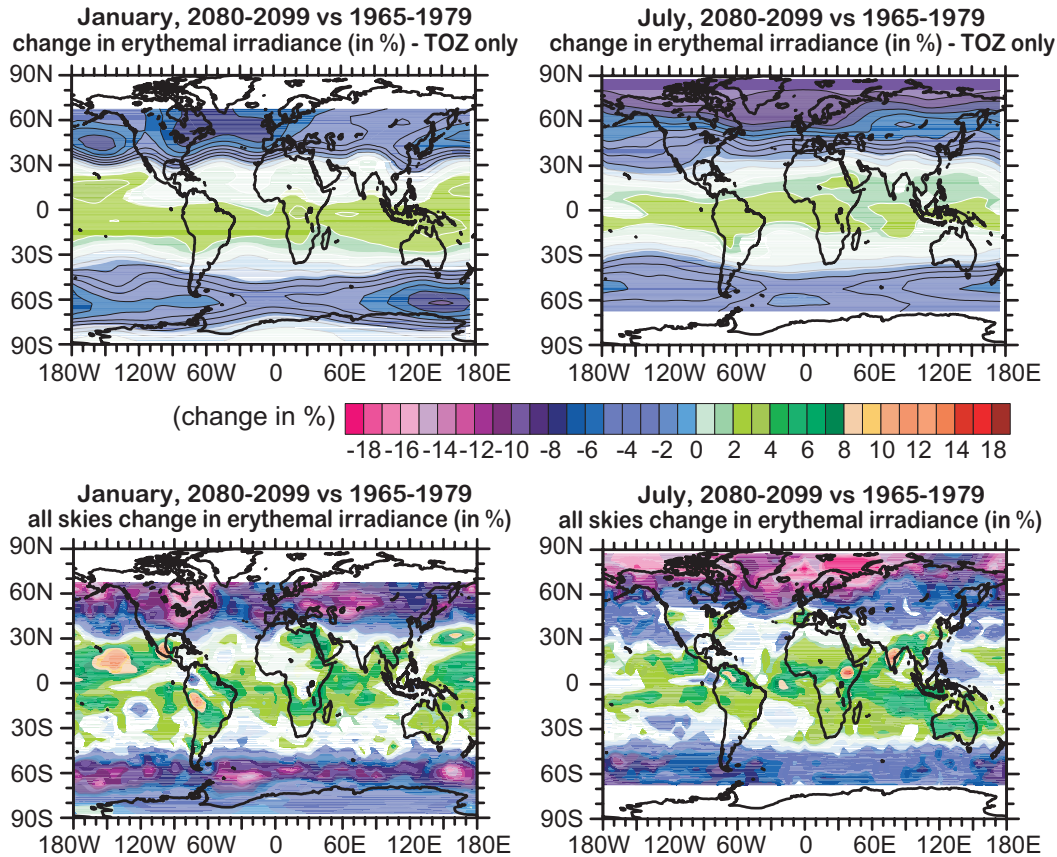 January, 2080-2099 vs 1965-1979
change in erythemal irradiance (in %) - TOZ only
July, 2080-2099 vs 1965-1979
change in erythemal irradiance (in %) - TOZ only
90N
60N
30N
0
30S
60S
90S
180W 120W 60W 0 60E 120E 180E
90N
60N
30N
0
30S
60S
90S
180W 120W 60W 0 60E 120E 180E
(change in %)
-18 -16 -14 -12 -10 -8 -6 -4 -2 0 2 4 6 8 10 12 14 18
January, 2080-2099 vs 1965-1979
all skies change in erythemal irradiance (in %)
July, 2080-2099 vs 1965-1979
all skies change in erythemal irradiance (in %)
90N
60N
30N
0
30S
60S
90S
180W 120W 60W 0 60E 120E 180E
90N
60N
30N
0
30S
60S
90S
180W 120W 60W 0 60E 120E 180E